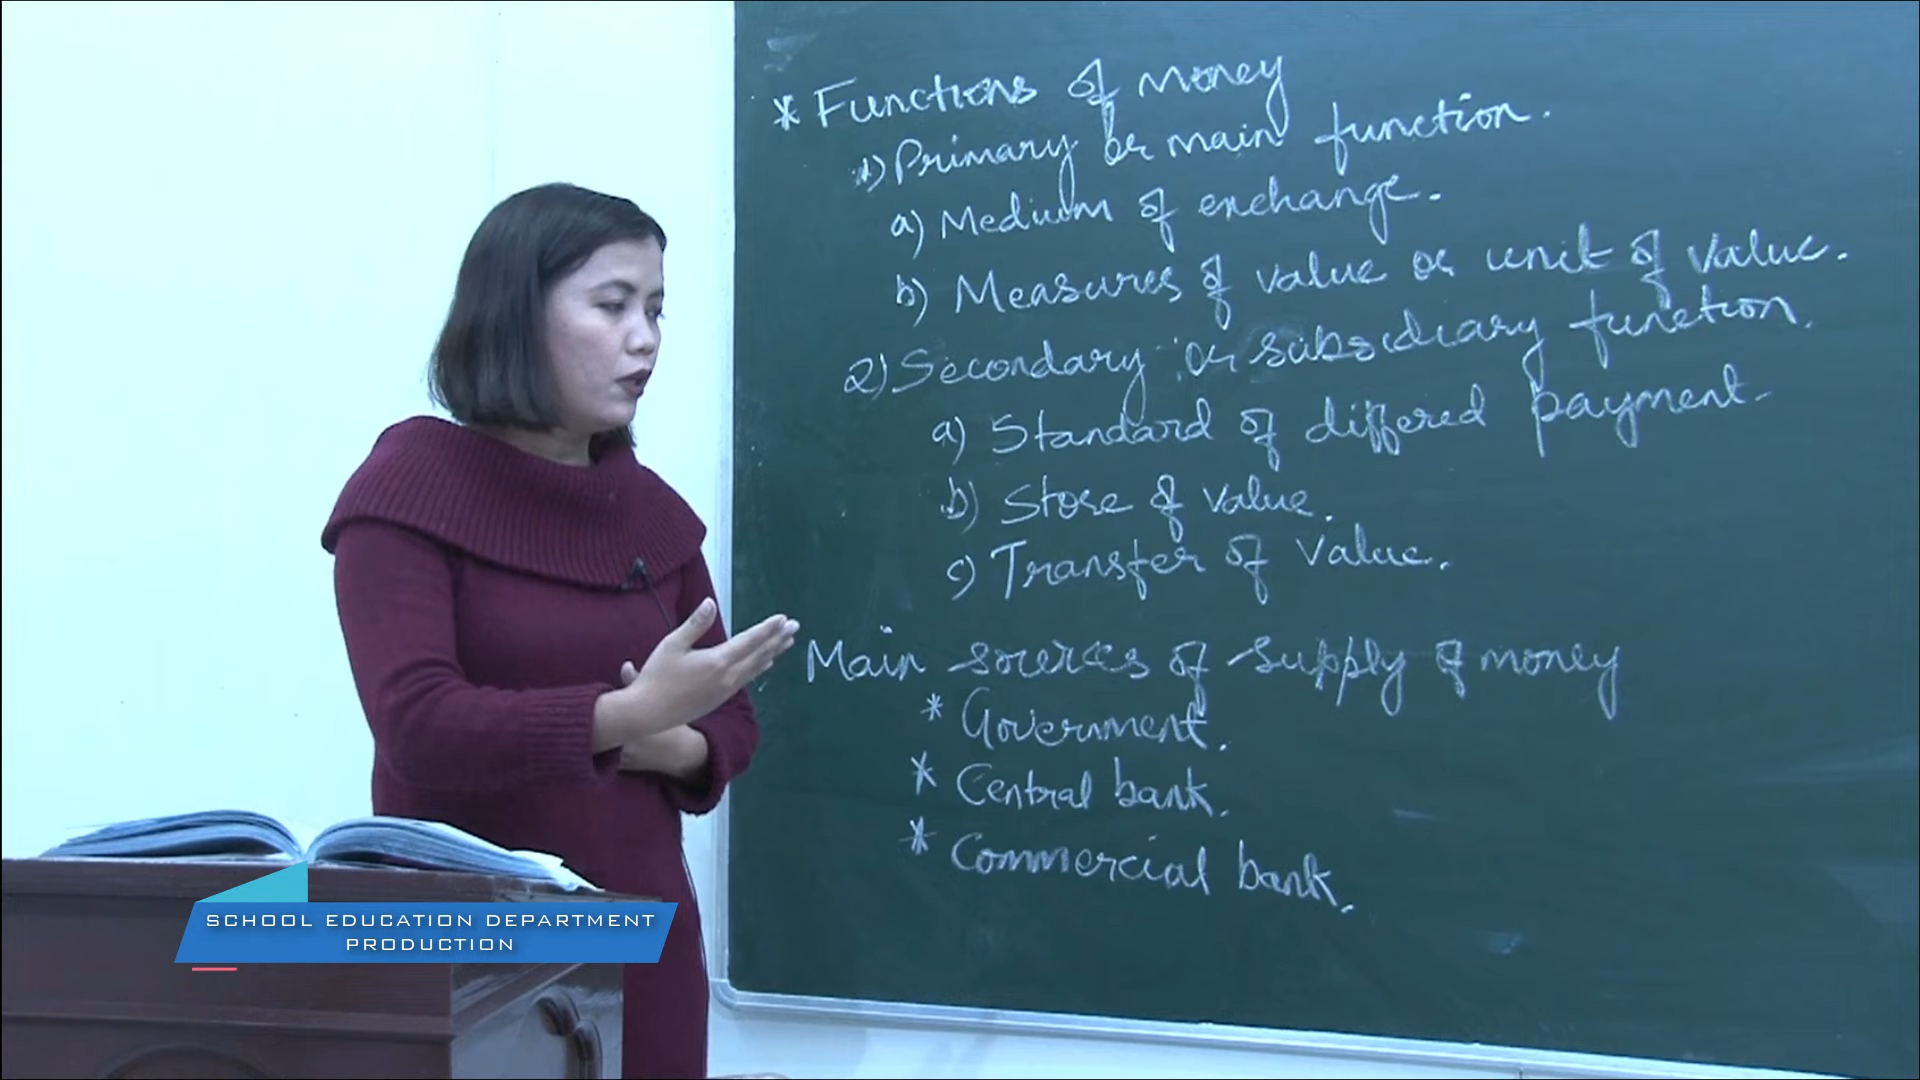 * Functions of money
1) Primary or main function.
a) Medium of exchange.
b) Measures of value or unit of value.
2) Secondary or subsidiary function.
a) Standard of differed payment.
b) Store of value.
c) Transfer of value.
Main sources of supply of money
* Government.
* Central bank.
* Commercial bank.
SCHOOL EDUCATION DEPARTMENT
PRODUCTION